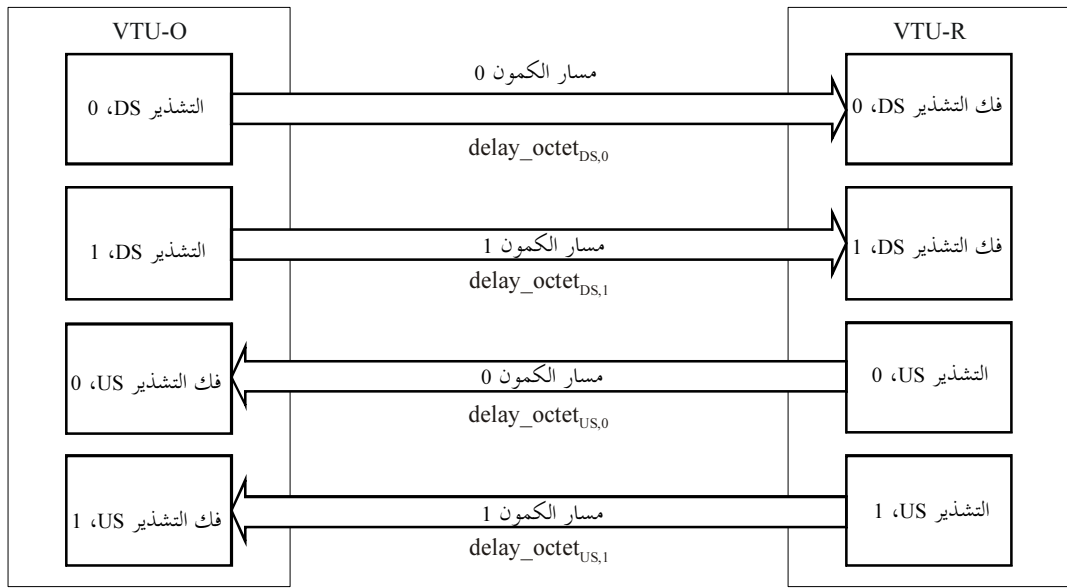 VTU-O
VTU-R
مسار الكمون 0
التشذير DS، 0
فك التشذير DS، 0
delay_octetDS,0
التشذير DS، 1
مسار الكمون 1
فك التشذير DS، 1
delay_octetDS,1
فك التشذير US، 0
مسار الكمون 0
التشذير US، 0
delay_octetUS,0
فك التشذير US، 1
مسار الكمون 1
التشذير US، 1
delay_octetUS,1